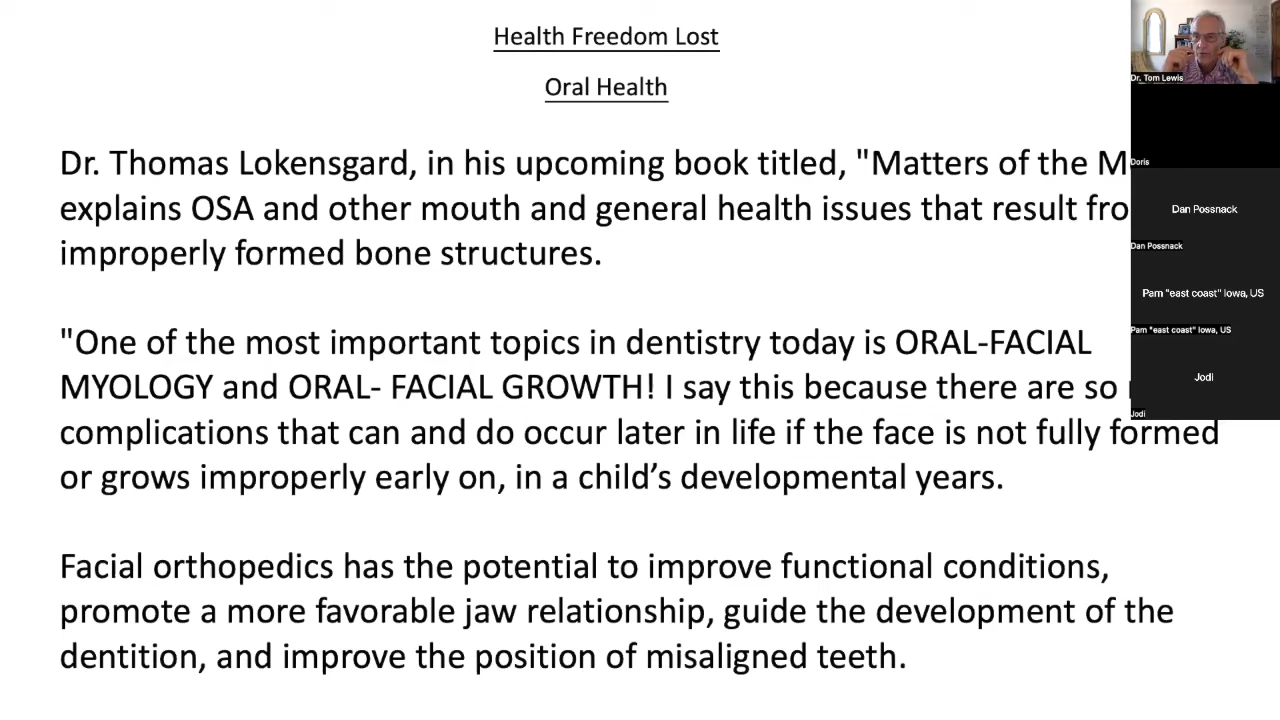 Health Freedom Lost
Oral Health
Dr. Thomas Lokensgard, in his upcoming book titled, "Matters of the
explains OSA and other mouth and general health issues that result
improperly formed bone structures.
"One of the most important topics in dentistry today is ORAL-FACIAL
MYOLOGY and ORAL- FACIAL GROWTH! I say this because there are so
complications that can and do occur later in life if the face is not fully formed
or grows improperly early on, in a child’s developmental years.
Facial orthopedics has the potential to improve functional conditions,
promote a more favorable jaw relationship, guide the development of the
dentition, and improve the position of misaligned teeth.
Dr. Tom Lewis
Doris
Dan Possnack
Dan Possnack
Pam "east coast" Iowa, US
Pam "east coast" Iowa, US
Jodi
Jodi